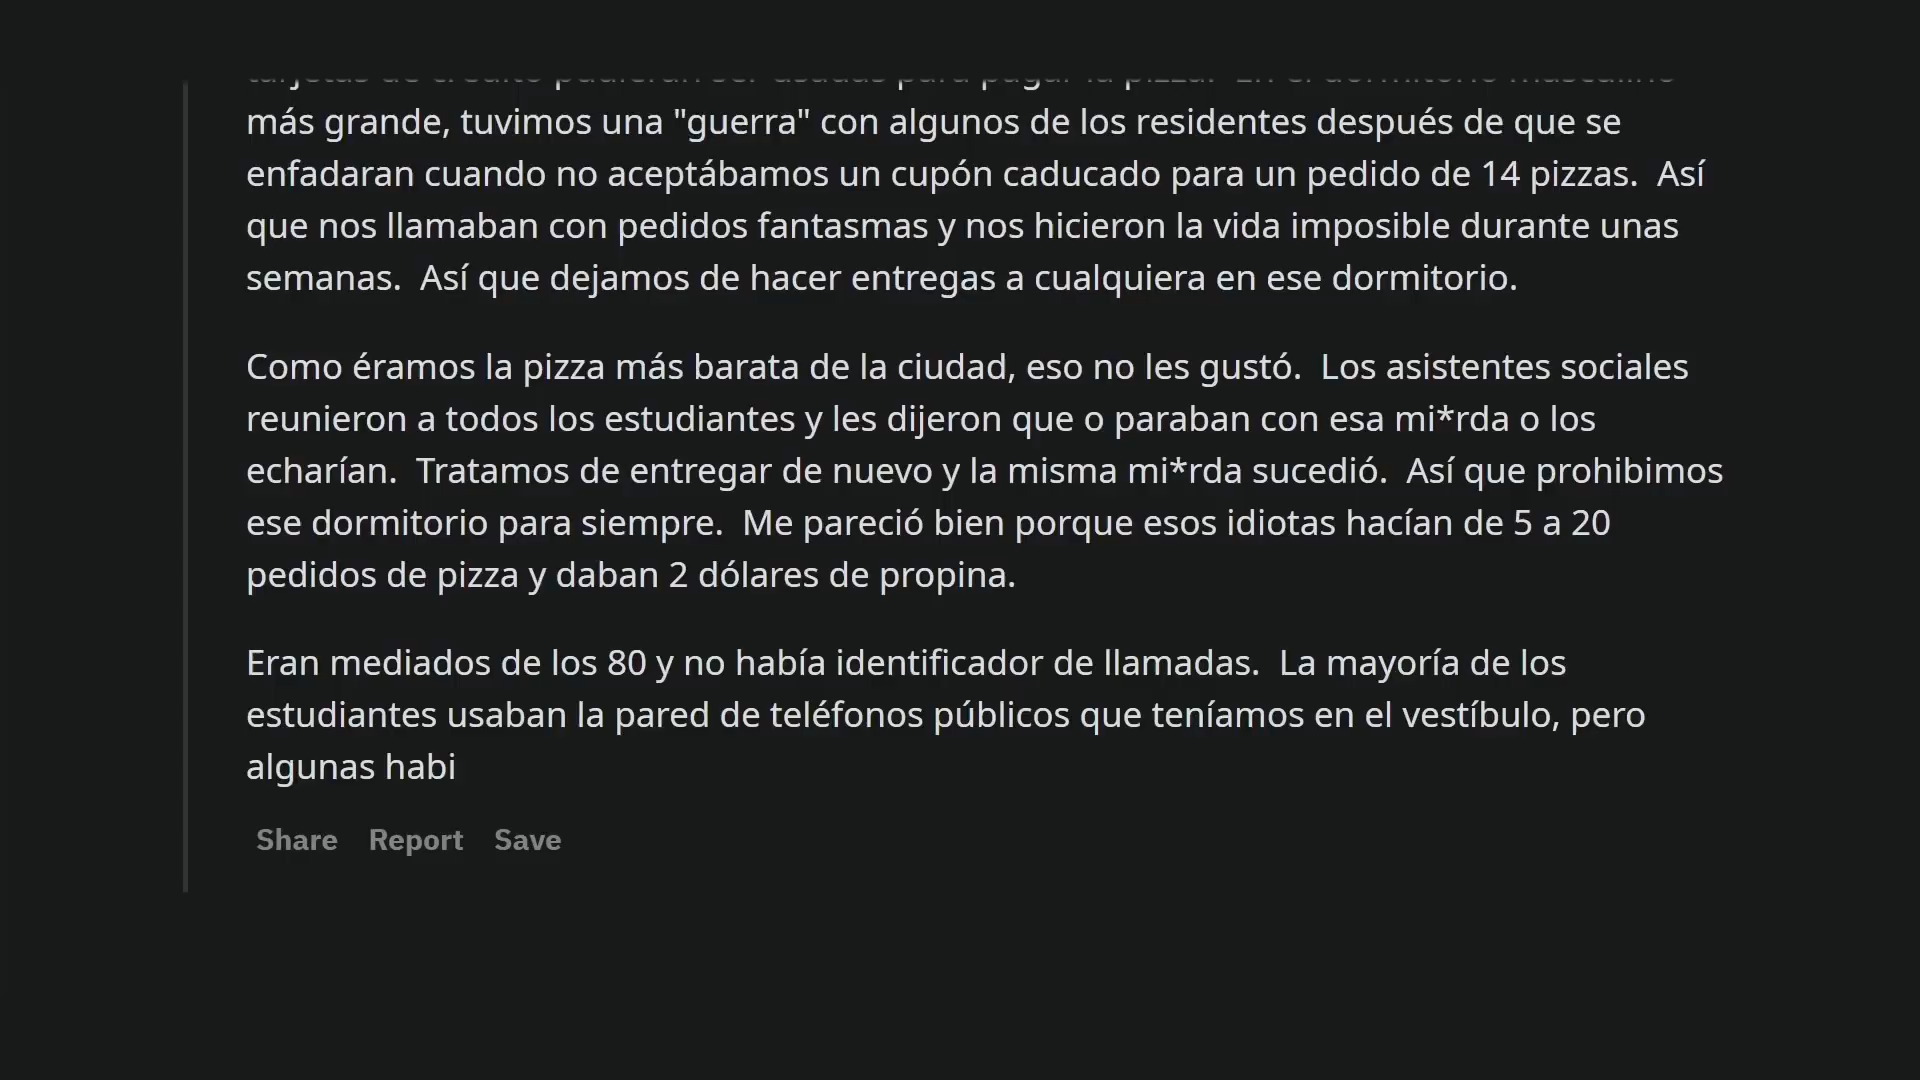 más grande, tuvimos una "guerra" con algunos de los residentes después de que se
enfadaran cuando no aceptábamos un cupón caducado para un pedido de 14 pizzas.  Así
que nos llamaban con pedidos fantasmas y nos hicieron la vida imposible durante unas
semanas.  Así que dejamos de hacer entregas a cualquiera en ese dormitorio.
Como éramos la pizza más barata de la ciudad, eso no les gustó.  Los asistentes sociales
reunieron a todos los estudiantes y les dijeron que o paraban con esa mi*rda o los
echarían.  Tratamos de entregar de nuevo y la misma mi*rda sucedió.  Así que prohibimos
ese dormitorio para siempre.  Me pareció bien porque esos idiotas hacían de 5 a 20
pedidos de pizza y daban 2 dólares de propina.
Eran mediados de los 80 y no había identificador de llamadas.  La mayoría de los
estudiantes usaban la pared de teléfonos públicos que teníamos en el vestíbulo, pero
algunas habi
Share Report Save